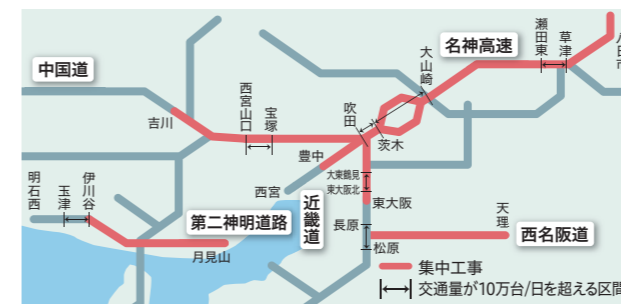 名神高速
瀬田東
草津
八日市
大山崎
中国道
西宮山口
宝塚
吹田
吉川
茨木
豊中
大東鶴見
東大阪北
西宮
東大阪
明石西
玉津
伊川谷
近畿道
第二神明道路
長原
天理
西名阪道
月見山
松原
集中工事
交通量が10万台/日を超える区間